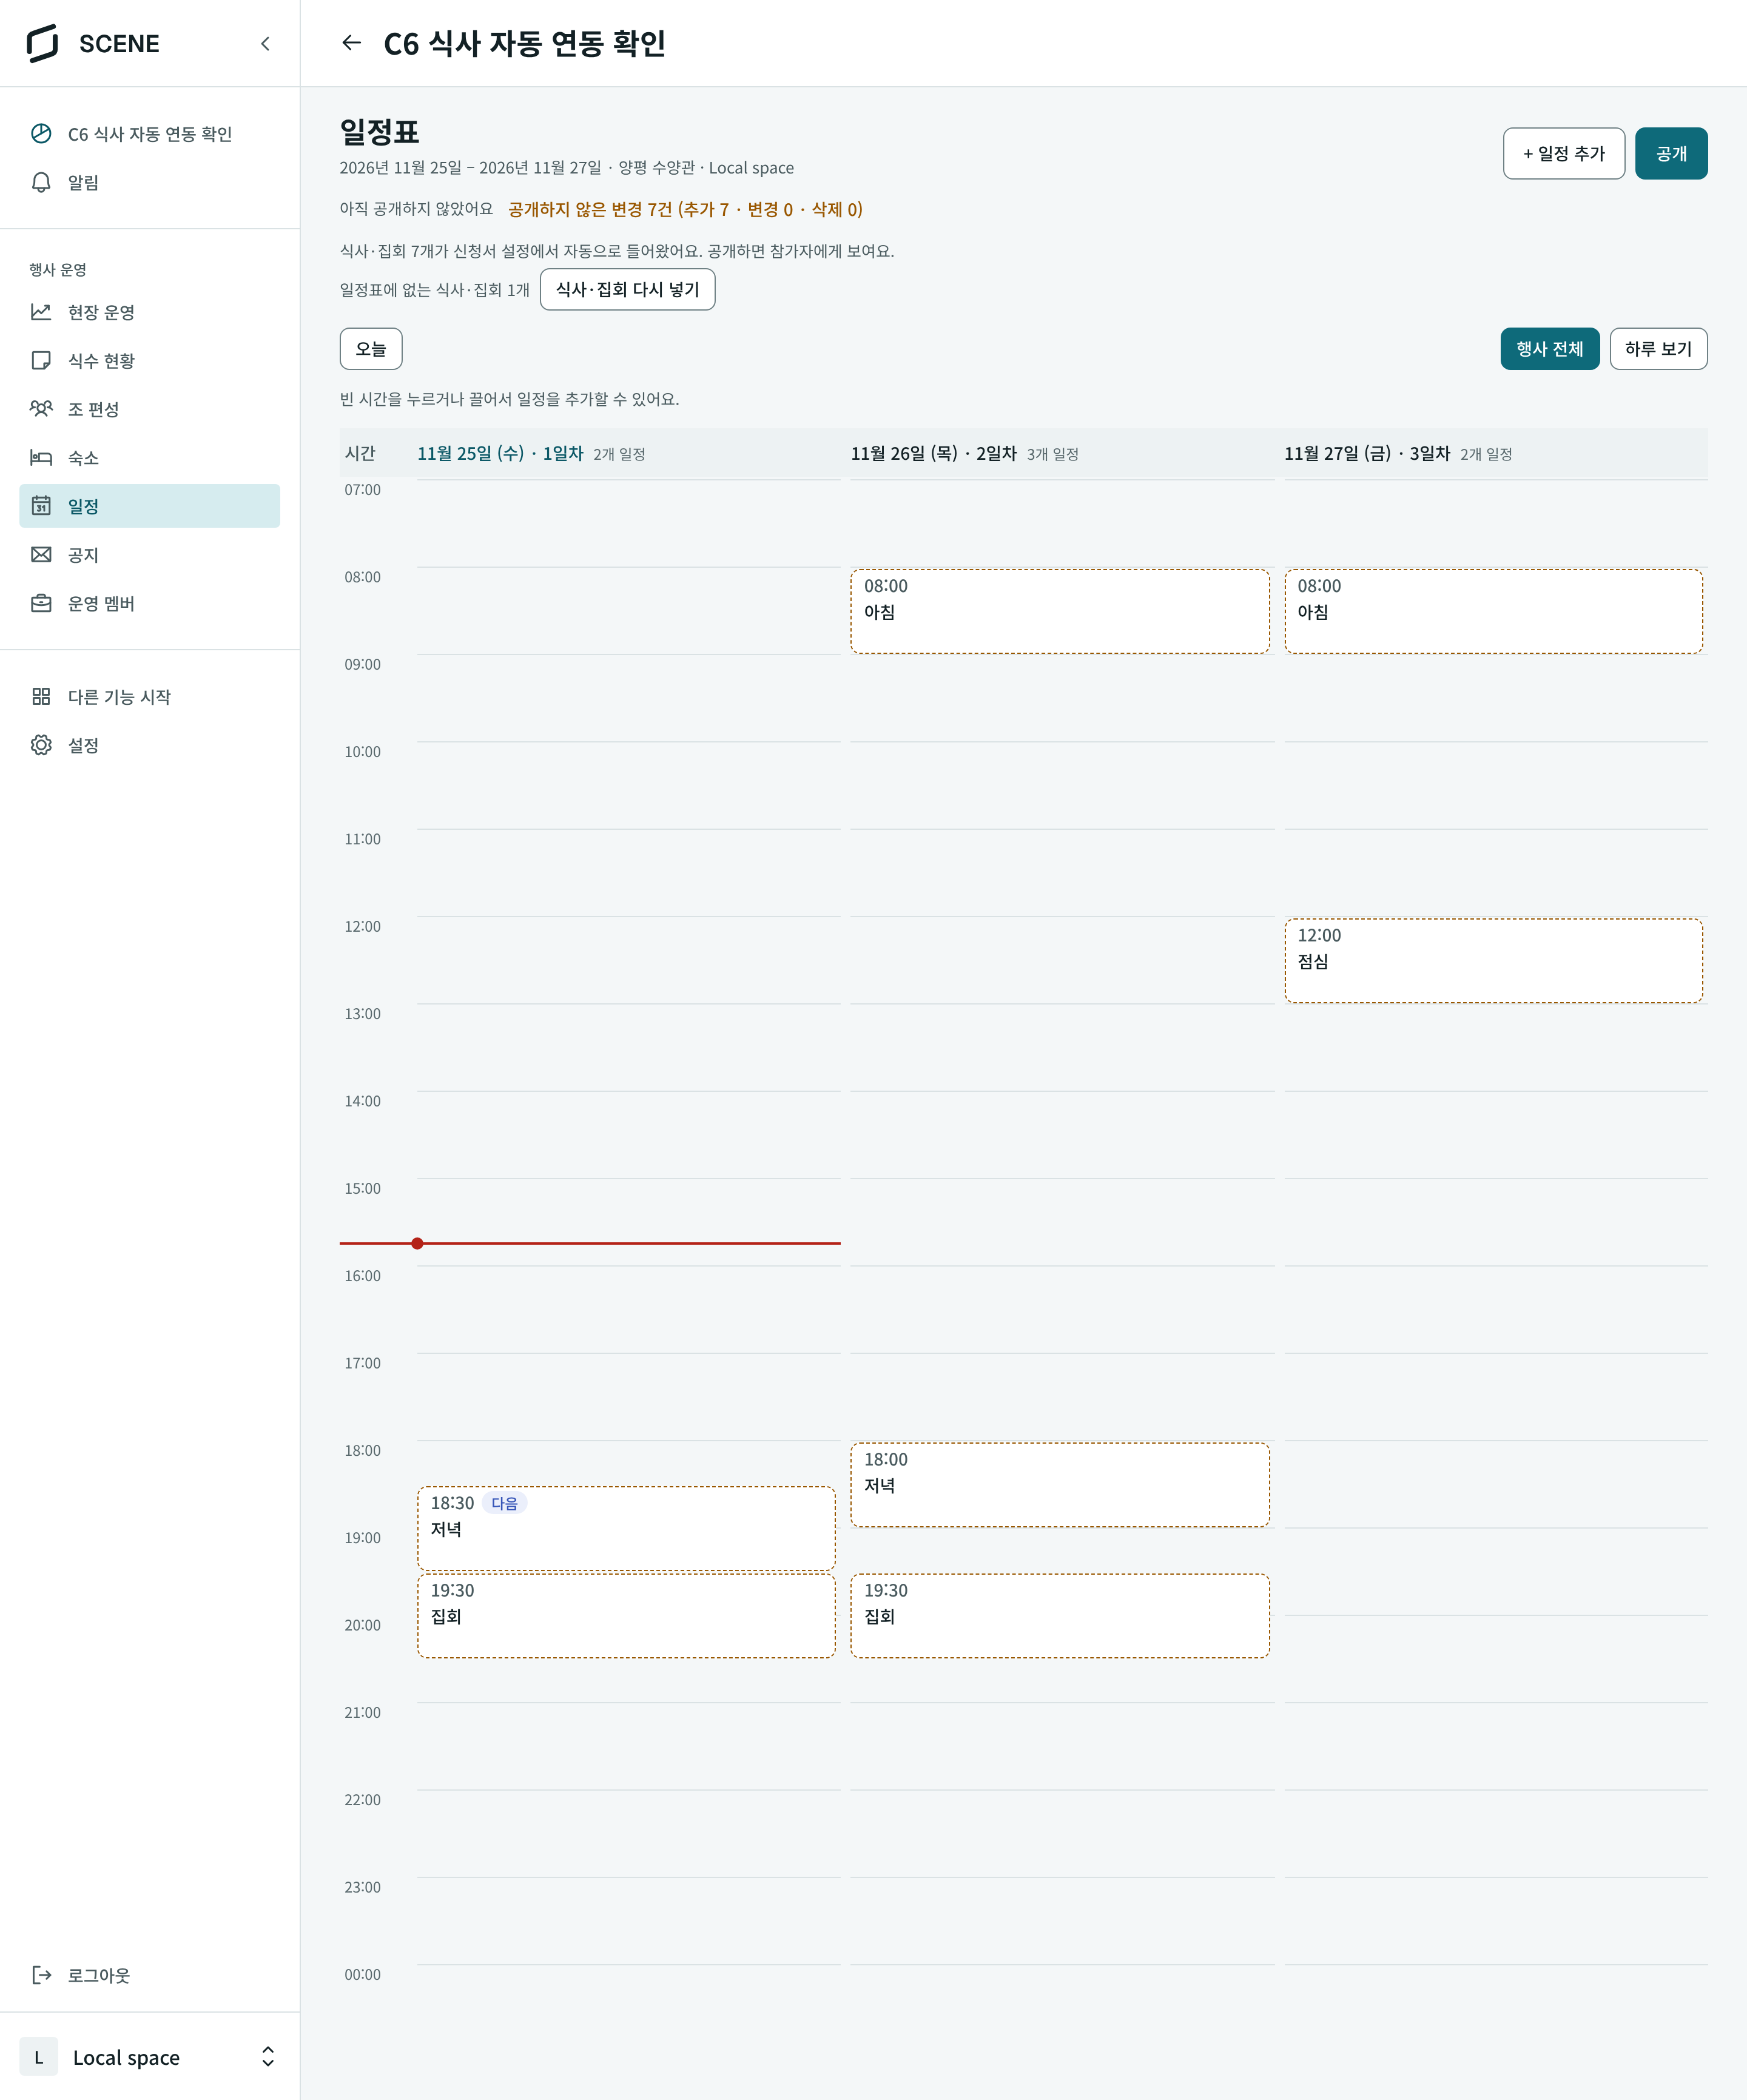 SCENE
C6 식사 자동 연동 확인
알림
행사 운영
현장 운영
식수 현황
조 편성
숙소
31
일정
공지
운영 멤버
다른 기능 시작
설정
로그아웃
L
Local space
C6 식사 자동 연동 확인
일정표
2026년 11월 25일 – 2026년 11월 27일 · 양평 수양관 · Local space
+ 일정 추가
공개
아직 공개하지 않았어요 공개하지 않은 변경 7건 (추가 7 · 변경 0 · 삭제 0)
식사·집회 7개가 신청서 설정에서 자동으로 들어왔어요. 공개하면 참가자에게 보여요.
일정표에 없는 식사·집회 1개 식사·집회 다시 넣기
오늘
행사 전체
하루 보기
빈 시간을 누르거나 끌어서 일정을 추가할 수 있어요.
시간 11월 25일 (수) · 1일차 2개 일정 11월 26일 (목) · 2일차 3개 일정 11월 27일 (금) · 3일차 2개 일정
07:00
08:00
08:00
아침
08:00
아침
09:00
10:00
11:00
12:00
12:00
점심
13:00
14:00
15:00
16:00
17:00
18:00
18:00
저녁
18:30 다음
저녁
19:00
19:30
집회
19:30
집회
20:00
21:00
22:00
23:00
00:00